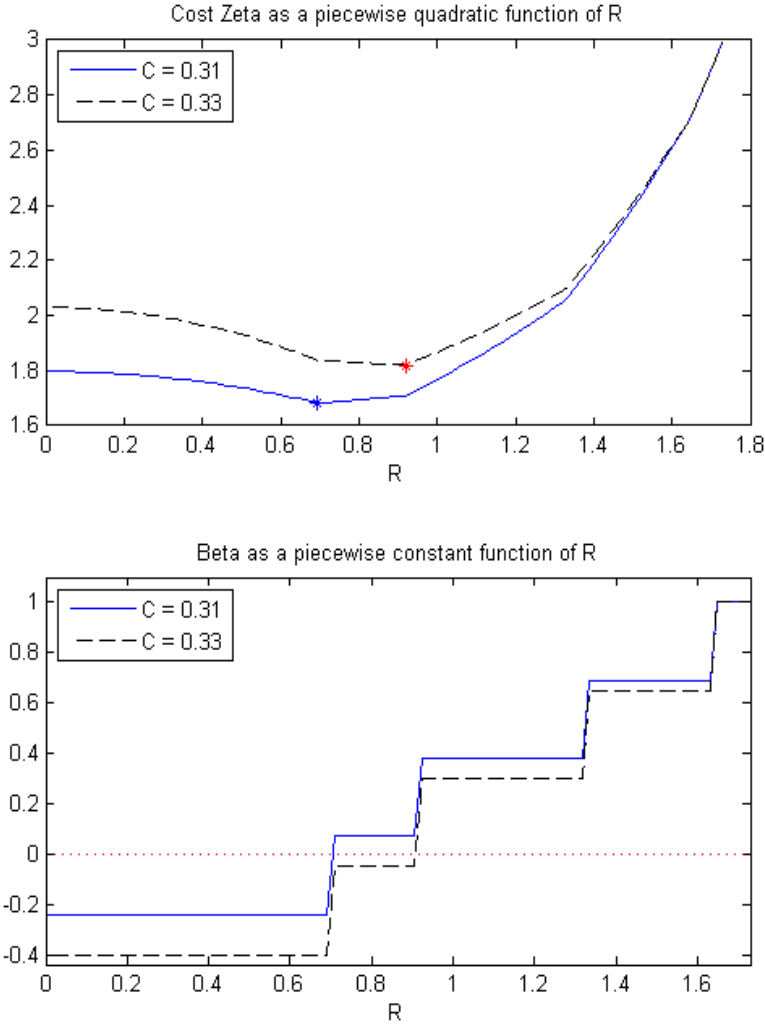 Cost Zeta as a piecewise quadratic function of R
3
2.8
2.6
2.4
2.2
2
1.8
1.6
C = 0.31
C = 0.33
0 0.2 0.4 0.6 0.8 1 1.2 1.4 1.6 1.8
R
Beta as a piecewise constant function of R
1
0.8
0.6
0.4
0.2
0
-0.2
-0.4
C = 0.31
C = 0.33
0 0.2 0.4 0.6 0.8 1 1.2 1.4 1.6
R